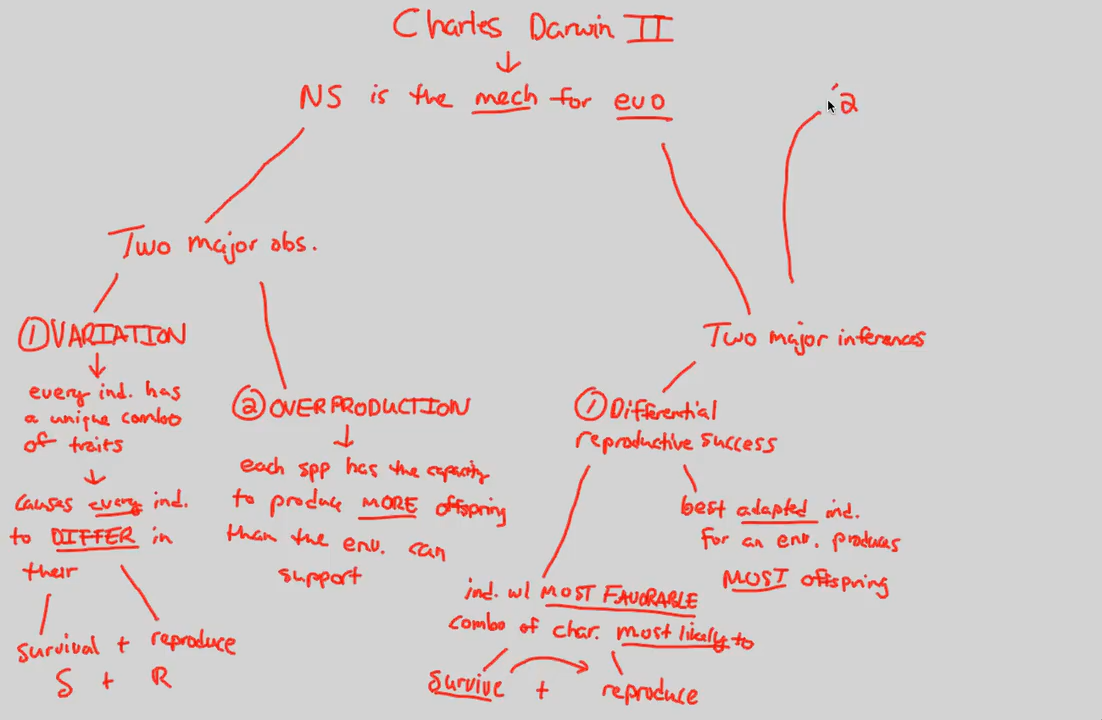 Charles Darwin II
↓
NS is the mech for evo
2
Two major obs.
① VARIATION
↓
every ind. has
a unique combo
of traits
↓
causes every ind.
to DIFFER in
their
survival + reproduce
S + R
② OVERPRODUCTION
↓
each spp has the capacity
to produce MORE offspring
than the env. can
support
Two major inferences
① Differential
reproductive success
ind. w/ MOST FAVORABLE
combo of char. most likely to
survive + reproduce
best adapted ind.
for an env. produces
MOST offspring